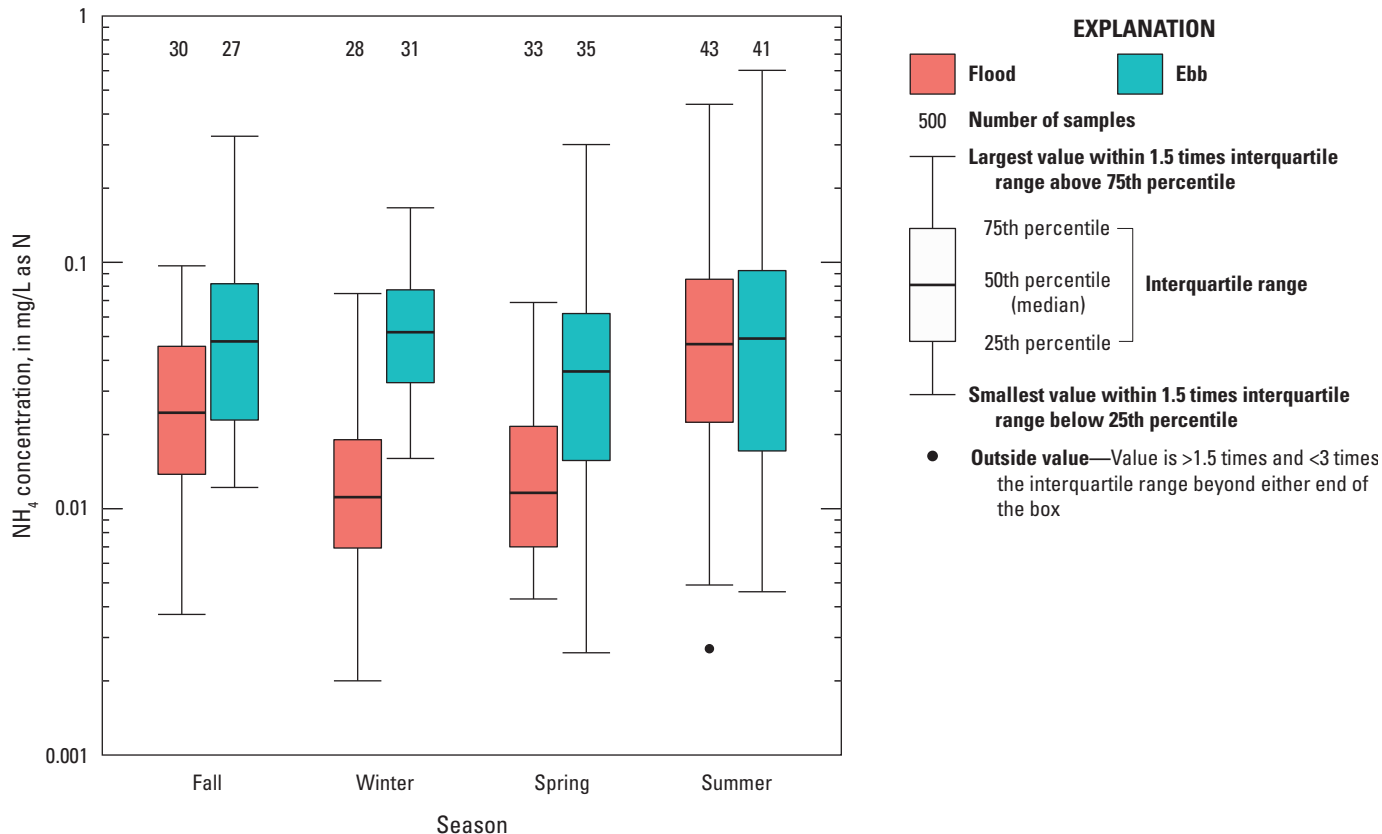 NH4 concentration, in mg/L as N
1
0.1
0.01
0.001
30 27 28 31 33 35 43 41
Fall Winter Spring Summer
Season
EXPLANATION
Flood Ebb
500 Number of samples
Largest value within 1.5 times interquartile
range above 75th percentile
75th percentile
50th percentile
(median)
Interquartile range
25th percentile
Smallest value within 1.5 times interquartile
range below 25th percentile
Outside value—Value is >1.5 times and <3 times
the interquartile range beyond either end of
the box